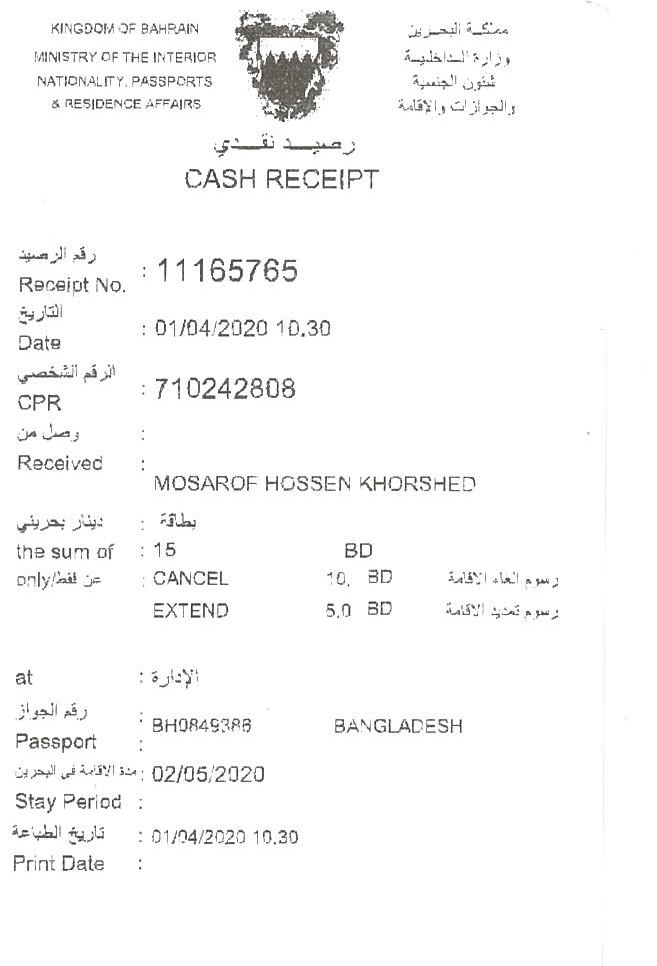 KINGDOM OF BAHRAIN
MINISTRY OF THE INTERIOR
NATIONALITY, PASSPORTS
& RESIDENCE AFFAIRS
مملكة البحرين
وزارة الداخلية
شئون الجنسية
والجوازات والإقامة
رصيد نقدي
CASH RECEIPT
رقم الرصيد
Receipt No. : 11165765
التاريخ
Date : 01/04/2020 10.30
الرقم الشخصي
CPR : 710242808
وصل من :
Received :
MOSAROF HOSSEN KHORSHED
دينار بحريني : بطاقة
the sum of : 15 BD
only/عن فقط : CANCEL 10. BD رسوم الغاء الاقامة
EXTEND 5.0 BD رسوم تمديد الاقامة
at : الإدارة
رقم الجواز :
Passport : BH0849386 BANGLADESH
مدة الاقامة في البحرين : 02/05/2020
Stay Period :
تاريخ الطباعة : 01/04/2020 10.30
Print Date :